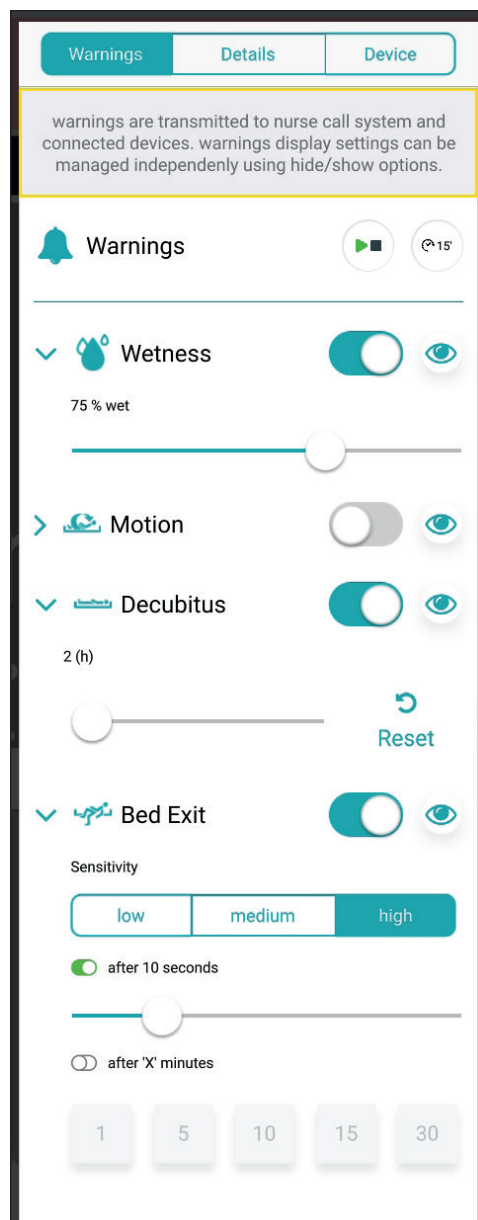 Warnings Details Device
warnings are transmitted to nurse call system and
connected devices. warnings display settings can be
managed independenly using hide/show options.
Warnings 15'
Wetness
75 % wet
Motion
Decubitus
2 (h)
Reset
Bed Exit
Sensitivity
low medium high
after 10 seconds
after 'X' minutes
1 5 10 15 30